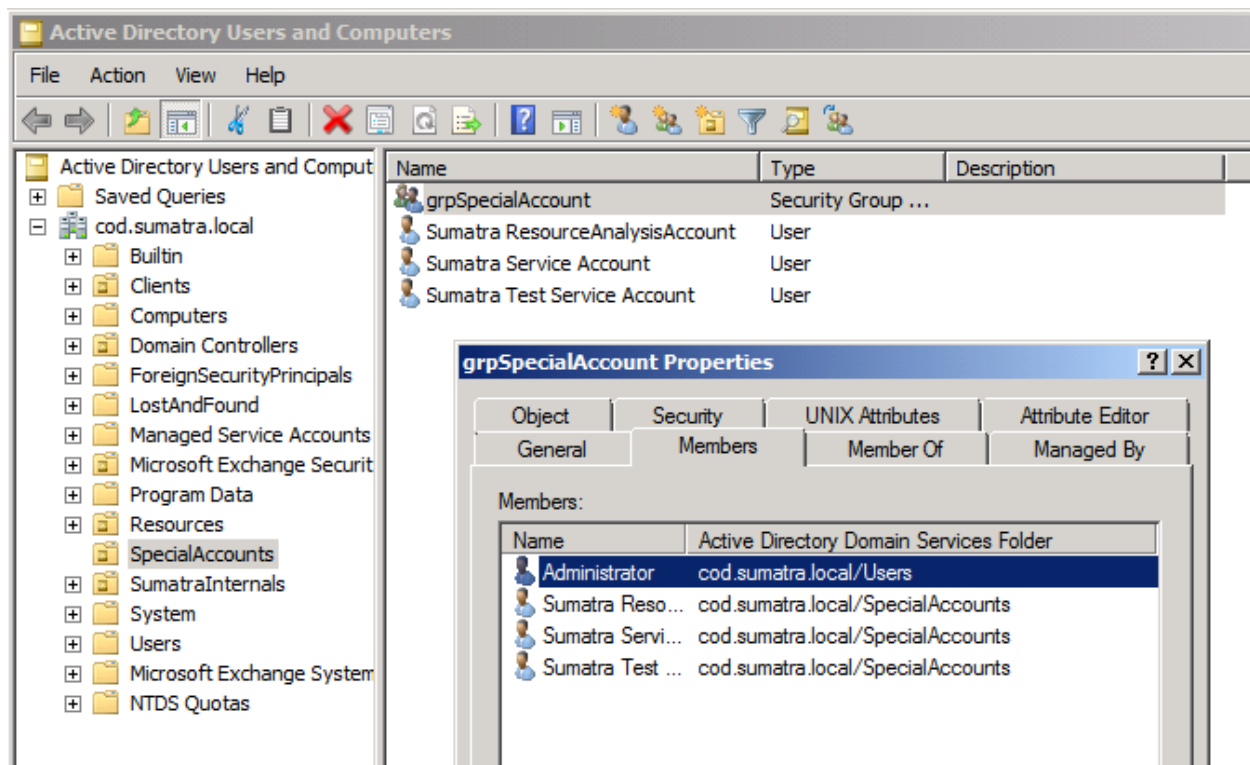 Active Directory Users and Computers
File Action View Help
Active Directory Users and Comput
Saved Queries
cod.sumatra.local
Builtin
Clients
Computers
Domain Controllers
ForeignSecurityPrincipals
LostAndFound
Managed Service Accounts
Microsoft Exchange Securit
Program Data
Resources
SpecialAccounts
SumatraInternals
System
Users
Microsoft Exchange System
NTDS Quotas
Name Type Description
grpSpecialAccount Security Group ...
Sumatra ResourceAnalysisAccount User
Sumatra Service Account User
Sumatra Test Service Account User
grpSpecialAccount Properties
Object Security UNIX Attributes Attribute Editor
General Members Member Of Managed By
Members:
Name Active Directory Domain Services Folder
Administrator cod.sumatra.local/Users
Sumatra Reso... cod.sumatra.local/SpecialAccounts
Sumatra Servi... cod.sumatra.local/SpecialAccounts
Sumatra Test ... cod.sumatra.local/SpecialAccounts